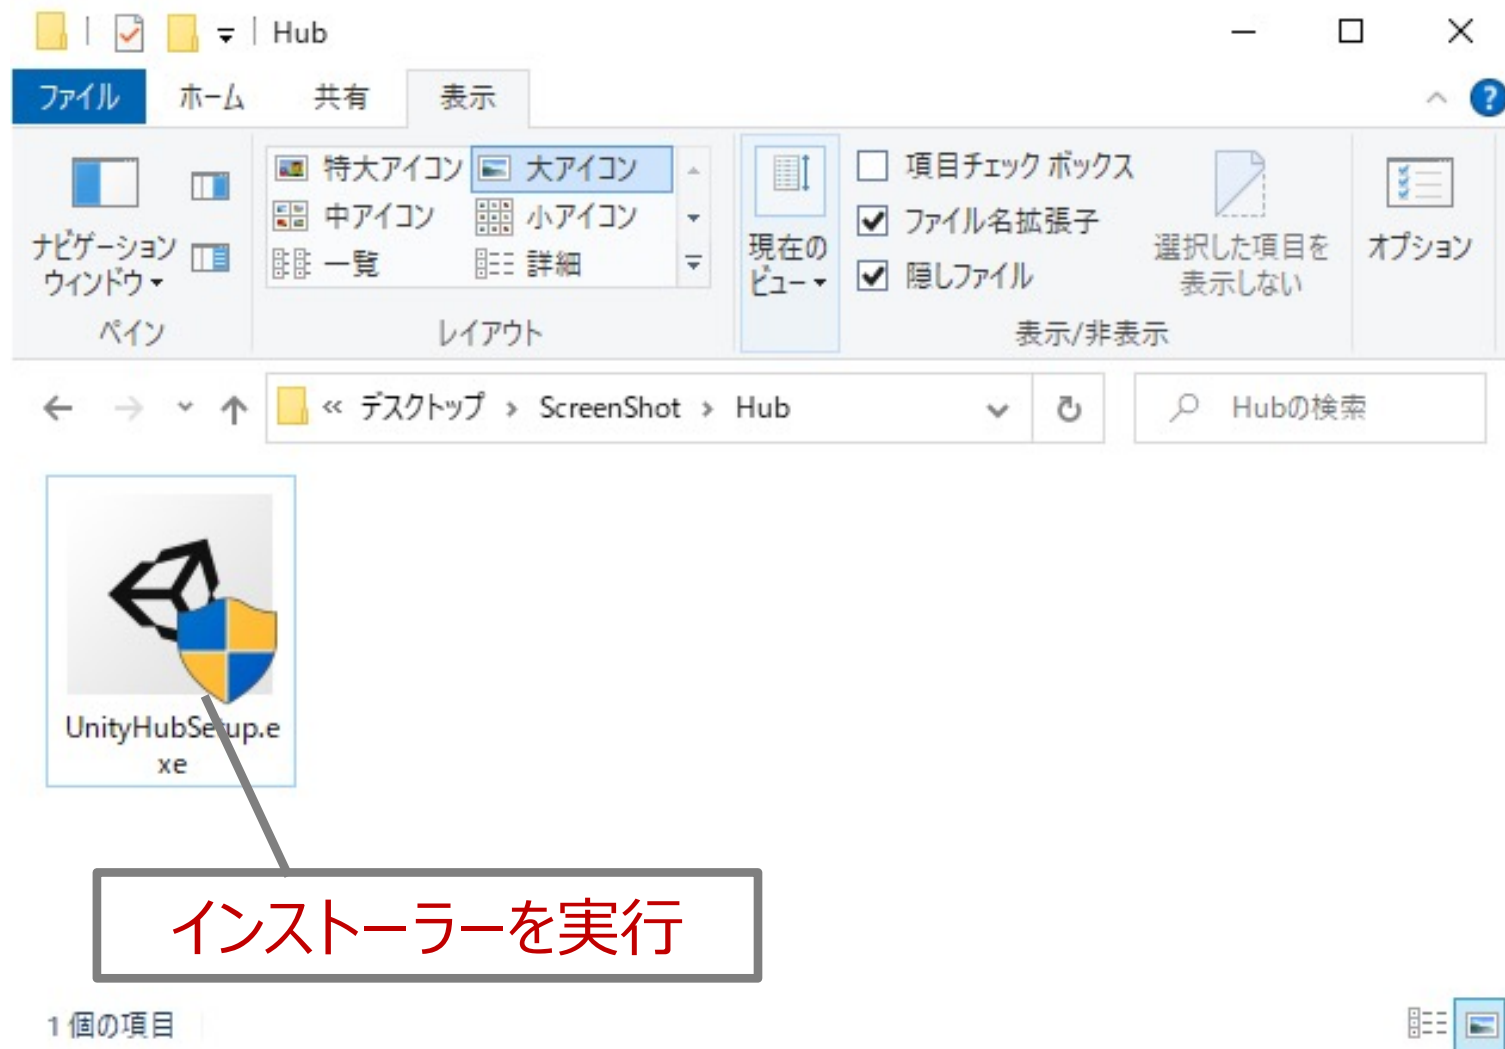 Hub
ファイル ホーム 共有 表示
特大アイコン 大アイコン
中アイコン 小アイコン
一覧 詳細
ナビゲーション
ウィンドウ
ペイン
レイアウト
現在の
ビュー
項目チェック ボックス
ファイル名拡張子
隠しファイル
選択した項目を
表示しない
表示/非表示
オプション
« デスクトップ › ScreenShot › Hub
Hubの検索
UnityHubSetup.e
xe
インストーラーを実行
1 個の項目